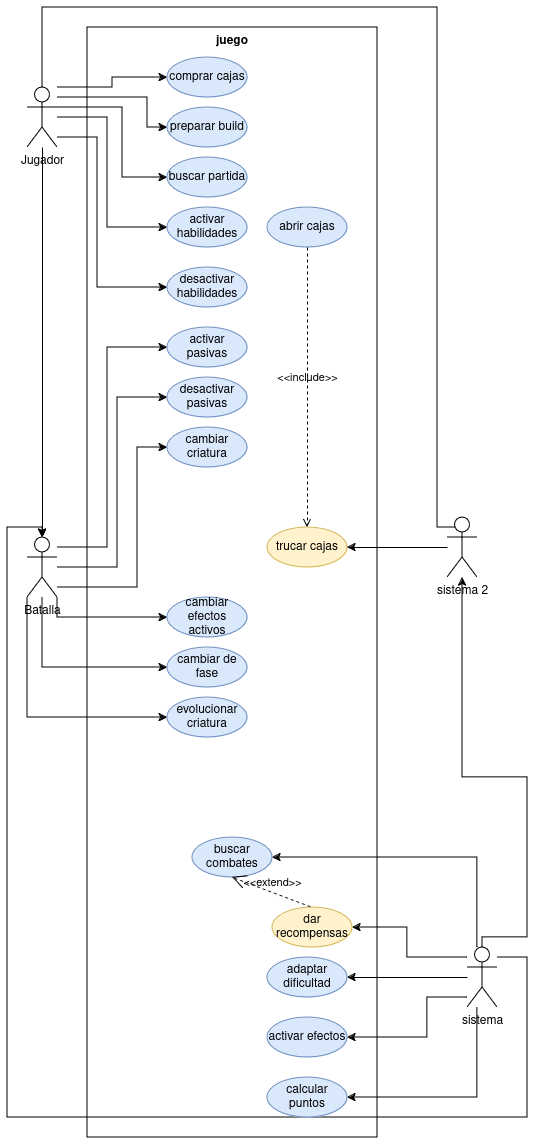 juego
comprar cajas
preparar build
Jugador
buscar partida
activar
habilidades
abrir cajas
desactivar
habilidades
activar
pasivas
<<include>>
desactivar
pasivas
cambiar
criatura
trucar cajas
sistema 2
Batalla
cambiar
efectos
activos
cambiar de
fase
evolucionar
criatura
buscar
combates
<<extend>>
dar
recompensas
adaptar
dificultad
sistema
activar efectos
calcular
puntos